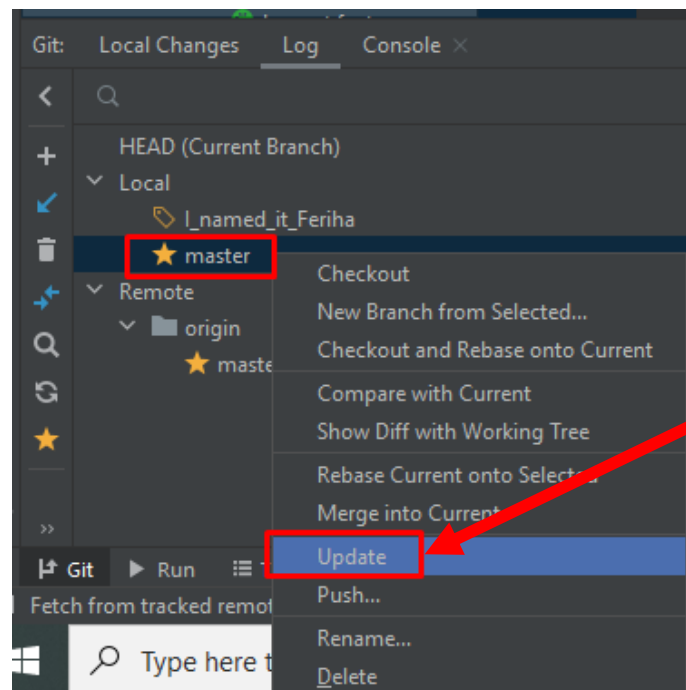 Git: Local Changes Log Console
HEAD (Current Branch)
Local
I_named_it_Feriha
master
Remote
origin
Checkout
New Branch from Selected...
Checkout and Rebase onto Current
Compare with Current
Show Diff with Working Tree
Rebase Current onto Selected
Merge into Current
Update
Push...
Rename...
Delete
Git Run
Fetch from tracked
Type here